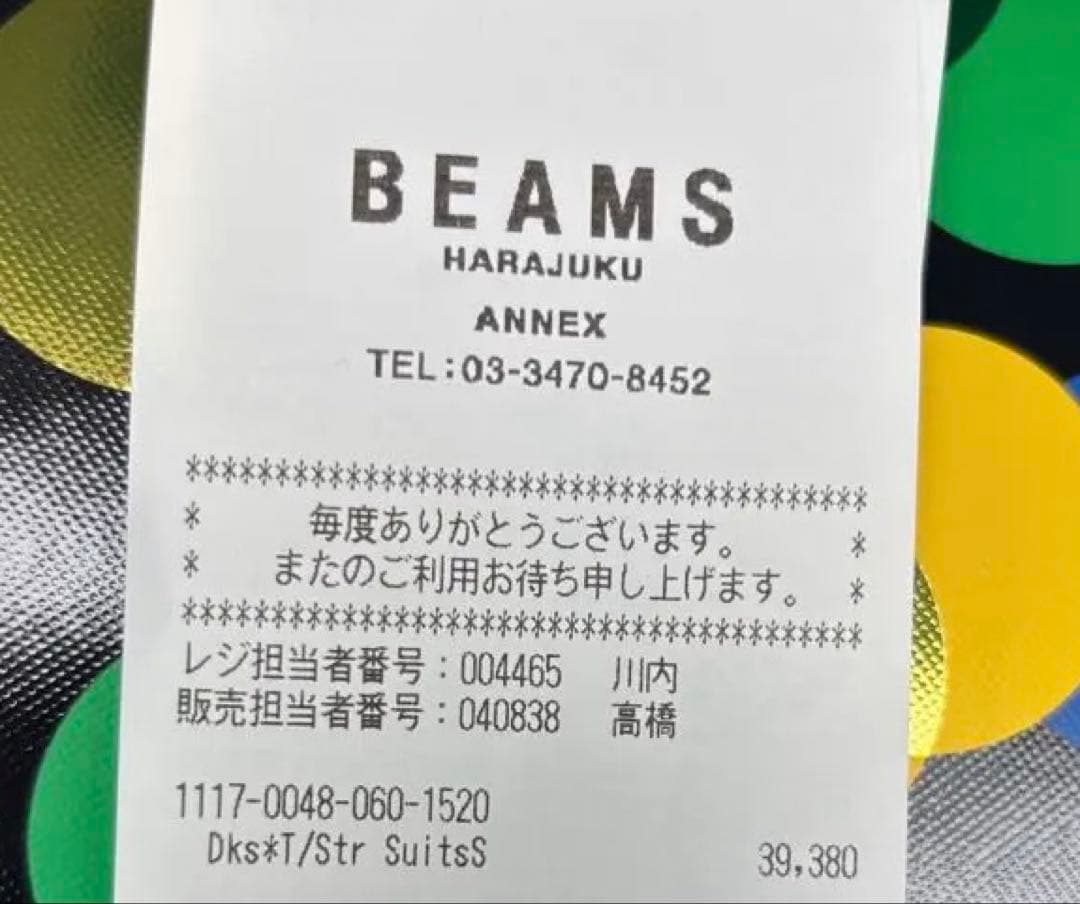 BEAMS
HARAJUKU
ANNEX
TEL:03-3470-8452
****************************************
* 毎度ありがとうございます。 *
* またのご利用お待ち申し上げます。 *
****************************************
レジ担当者番号:004465 川内
販売担当者番号:040838 高橋
1117-0048-060-1520
Dks*T/Str SuitsS 39,380